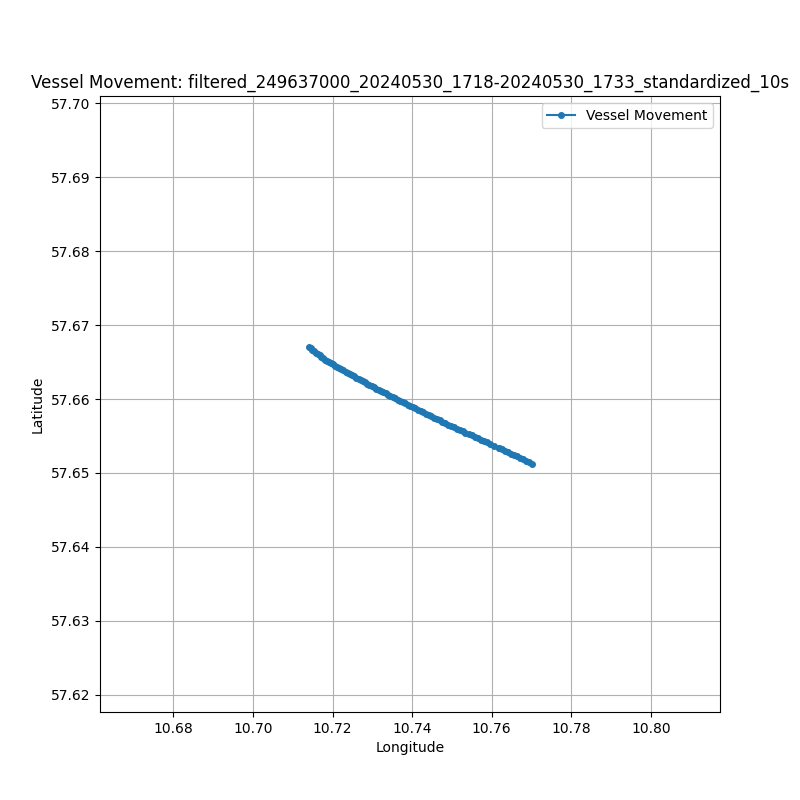 Vessel Movement: filtered_249637000_20240530_1718-20240530_1733_standardized_10s
Vessel Movement
57.70
57.69
57.68
57.67
57.66
57.65
57.64
57.63
57.62
Latitude
10.68 10.70 10.72 10.74 10.76 10.78 10.80
Longitude